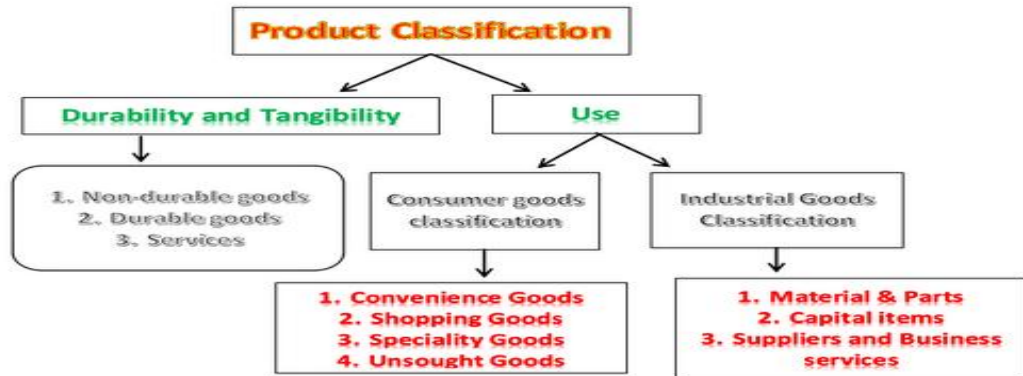 Product Classification
Durability and Tangibility
Use
1. Non-durable goods
2. Durable goods
3. Services
Consumer goods
classification
Industrial Goods
Classification
1. Convenience Goods
2. Shopping Goods
3. Speciality Goods
4. Unsought Goods
1. Material & Parts
2. Capital items
3. Suppliers and Business
services